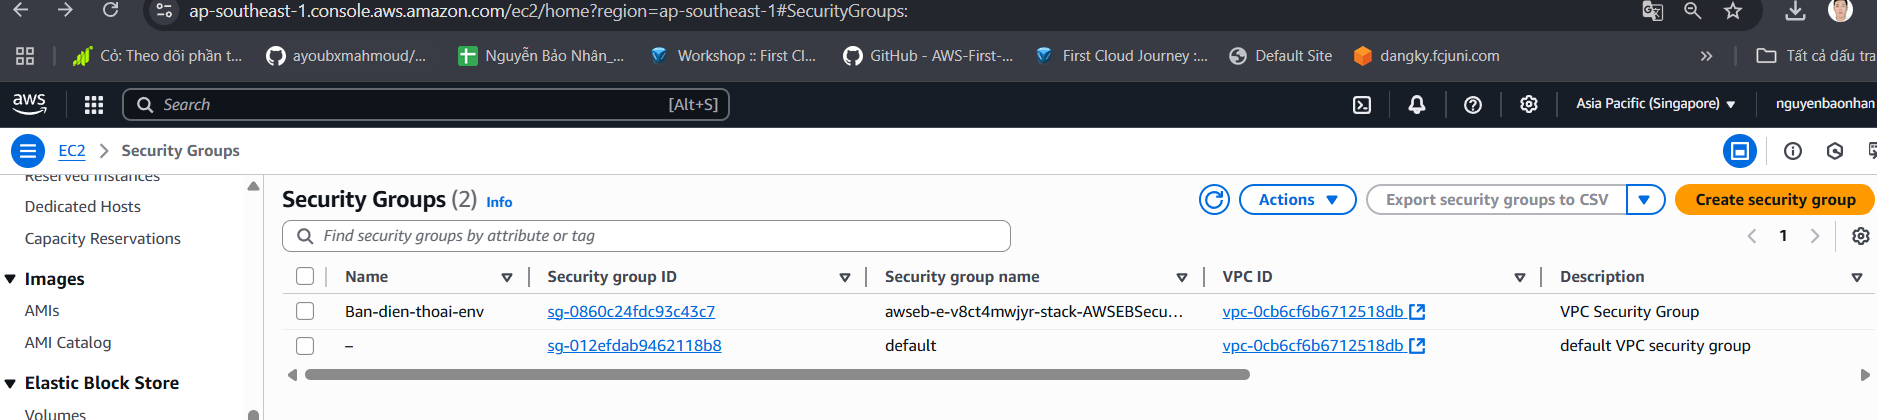 ap-southeast-1.console.aws.amazon.com/ec2/home?region=ap-southeast-1#SecurityGroups:
Cỏ: Theo dõi phần t... ayoubxmahmoud/... Nguyễn Bảo Nhân_... Workshop :: First Cl... GitHub - AWS-First-... First Cloud Journey :... Default Site dangky.fcjuni.com » Tất cả dấu tra
aws Search [Alt+S] Asia Pacific (Singapore) nguyenbaonhan
EC2 > Security Groups
Reserved Instances
Dedicated Hosts
Capacity Reservations
Images
AMIs
AMI Catalog
Elastic Block Store
Volumes
Security Groups (2) Info Actions Export security groups to CSV Create security group
Find security groups by attribute or tag 1
Name Security group ID Security group name VPC ID Description
Ban-dien-thoai-env sg-0860c24fdc93c43c7 awseb-e-v8ct4mwjyr-stack-AWSEBSecu... vpc-0cb6cf6b6712518db VPC Security Group
– sg-012efdab9462118b8 default vpc-0cb6cf6b6712518db default VPC security group